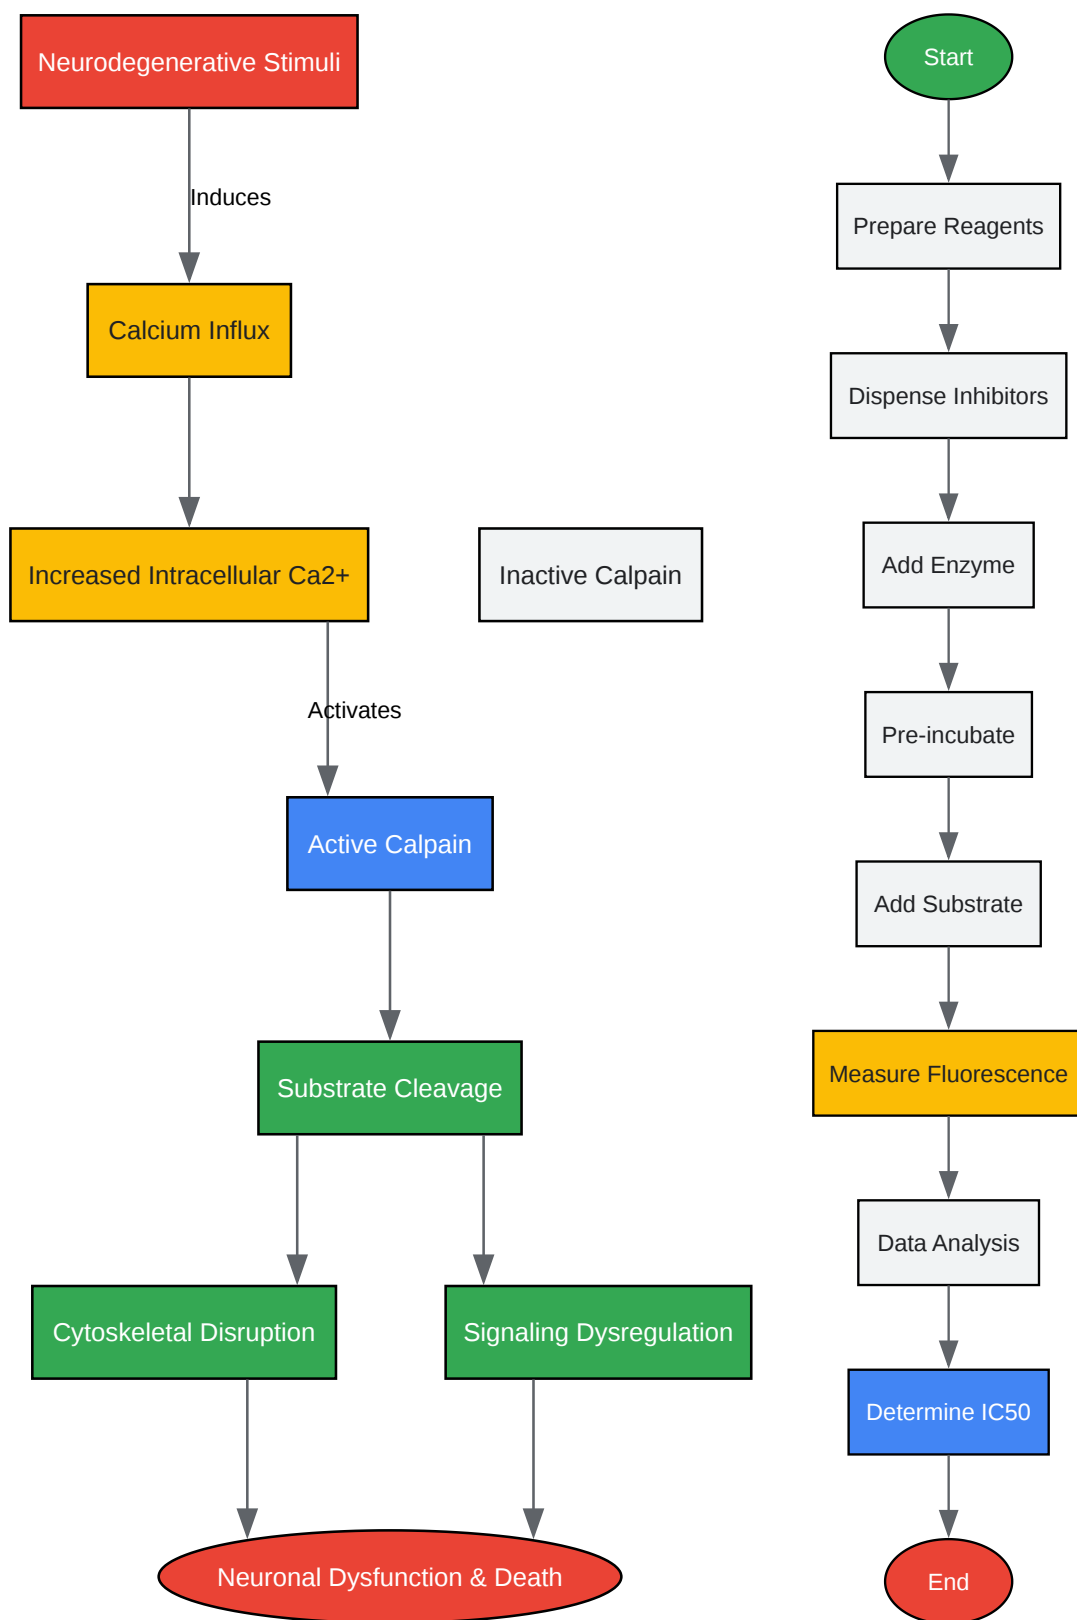 Neurodegenerative Stimuli
Induces
Calcium Influx
Increased Intracellular Ca2+
Inactive Calpain
Activates
Active Calpain
Substrate Cleavage
Cytoskeletal Disruption
Signaling Dysregulation
Neuronal Dysfunction & Death
Start
Prepare Reagents
Dispense Inhibitors
Add Enzyme
Pre-incubate
Add Substrate
Measure Fluorescence
Data Analysis
Determine IC50
End